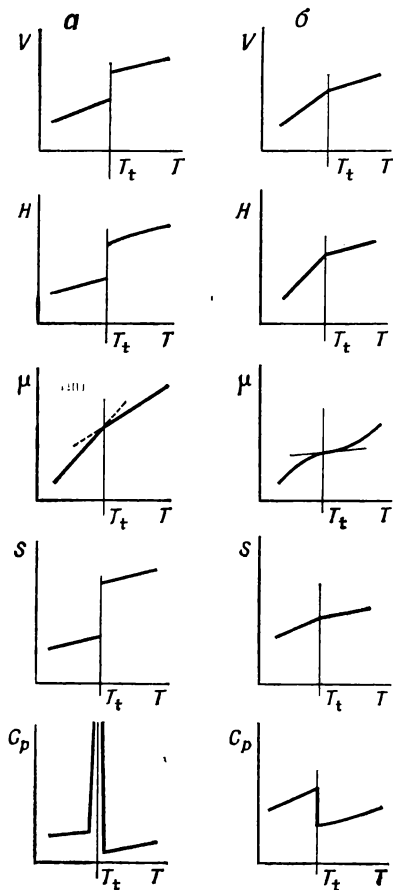 а б
V T_t T V T_t T
H T_t T H T_t T
μ T_t T μ T_t T
S T_t T S T_t T
C_p T_t T C_p T_t T